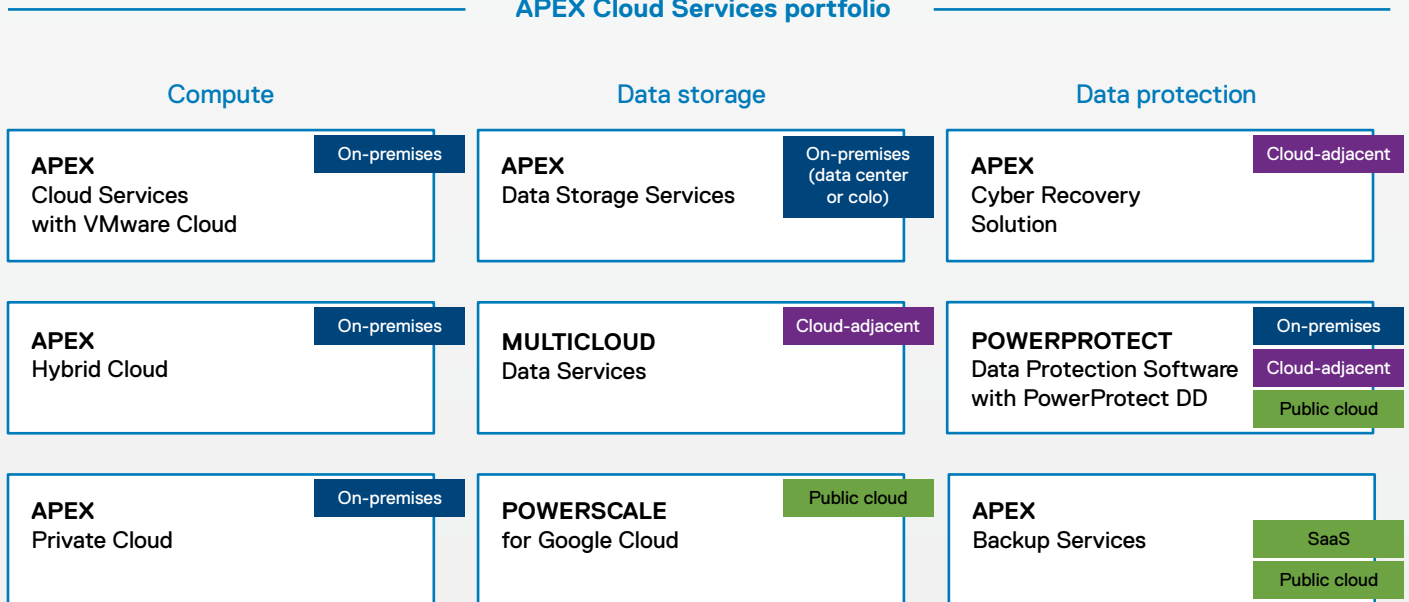 APEX Cloud Services portfolio
Compute
Data storage
Data protection
APEX
Cloud Services
with VMware Cloud
On-premises
APEX
Data Storage Services
On-premises
(data center
or colo)
APEX
Cyber Recovery
Solution
Cloud-adjacent
APEX
Hybrid Cloud
On-premises
MULTICLOUD
Data Services
Cloud-adjacent
POWERPROTECT
Data Protection Software
with PowerProtect DD
On-premises
Cloud-adjacent
Public cloud
APEX
Private Cloud
On-premises
POWERSCALE
for Google Cloud
Public cloud
APEX
Backup Services
SaaS
Public cloud